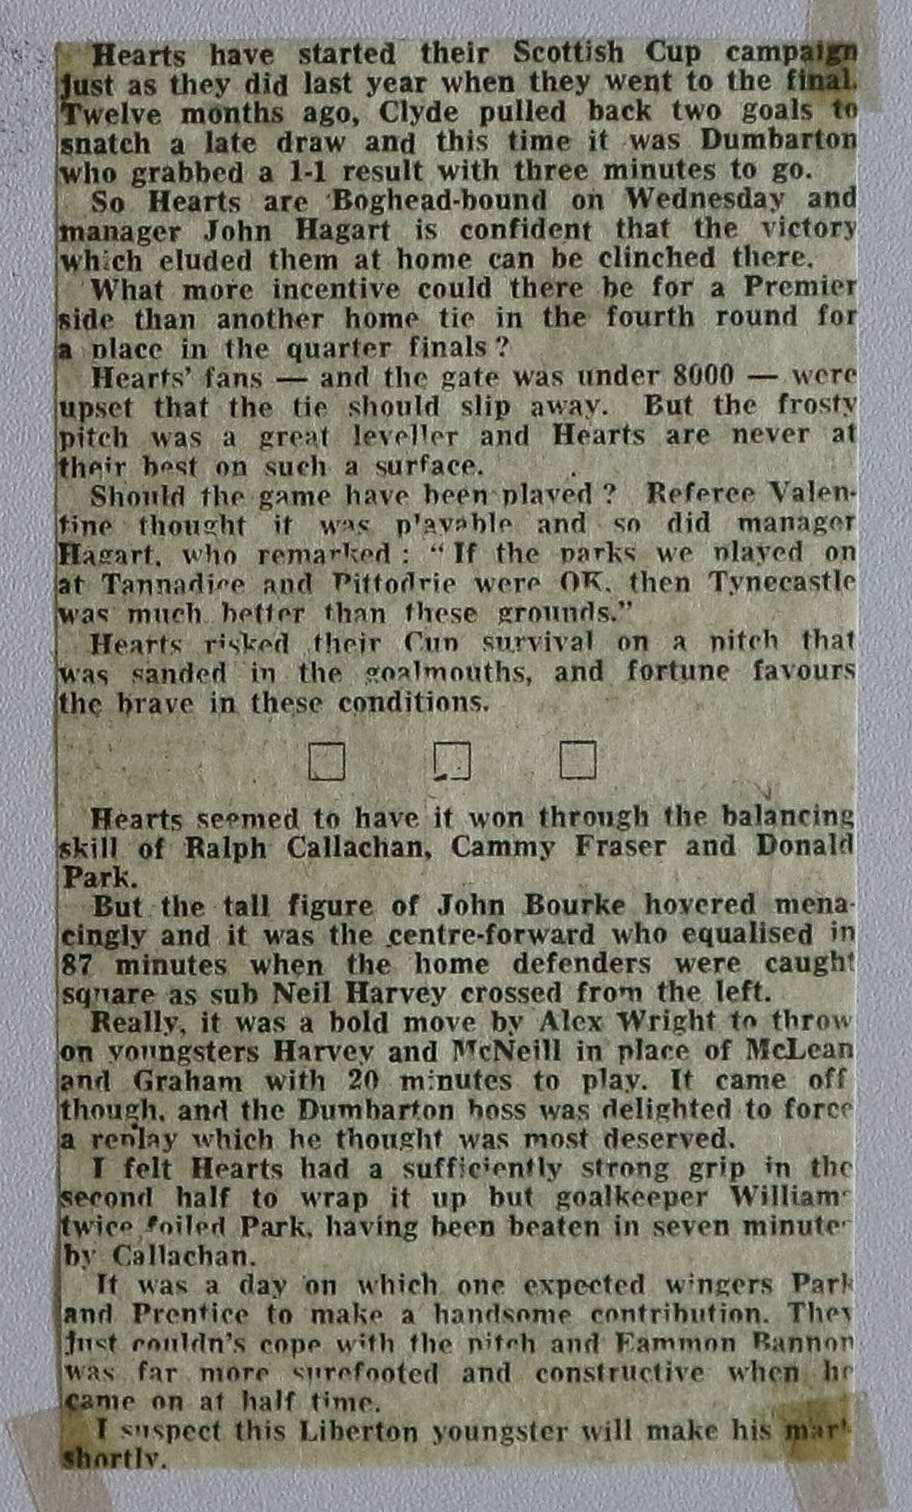 Hearts have started their Scottish Cup campaign
just as they did last year when they went to the final.
Twelve months ago, Clyde pulled back two goals to
snatch a late draw and this time it was Dumbarton
who grabbed a 1-1 result with three minutes to go.
So Hearts are Boghead-bound on Wednesday and
manager John Hagart is confident that the victory
which eluded them at home can be clinched there.
What more incentive could there be for a Premier
side than another home tie in the fourth round for
a place in the quarter finals?
Hearts' fans — and the gate was under 8000 — were
upset that the tie should slip away. But the frosty
pitch was a great leveller and Hearts are never at
their best on such a surface.
Should the game have been played? Referee Valen-
tine thought it was playable and so did manager
Hagart, who remarked: "If the parks we played on
at Tannadice and Pittodrie were OK, then Tynecastle
was much better than these grounds."
Hearts risked their Cup survival on a pitch that
was sanded in the goalmouths, and fortune favours
the brave in these conditions.
Hearts seemed to have it won through the balancing
skill of Ralph Callachan, Cammy Fraser and Donald
Park.
But the tall figure of John Bourke hovered mena-
cingly and it was the centre-forward who equalised in
87 minutes when the home defenders were caught
square as sub Neil Harvey crossed from the left.
Really, it was a bold move by Alex Wright to throw
on youngsters Harvey and McNeill in place of McLean
and Graham with 20 minutes to play. It came off
though, and the Dumbarton boss was delighted to force
a replay which he thought was most deserved.
I felt Hearts had a sufficiently strong grip in the
second half to wrap it up but goalkeeper Williams
twice foiled Park, having been beaten in seven minutes
by Callachan.
It was a day on which one expected wingers Park
and Prentice to make a handsome contribution. They
just couldn's cope with the pitch and Eammon Bannon
was far more surefooted and constructive when he
came on at half time.
I suspect this Liberton youngster will make his mark
shortly.